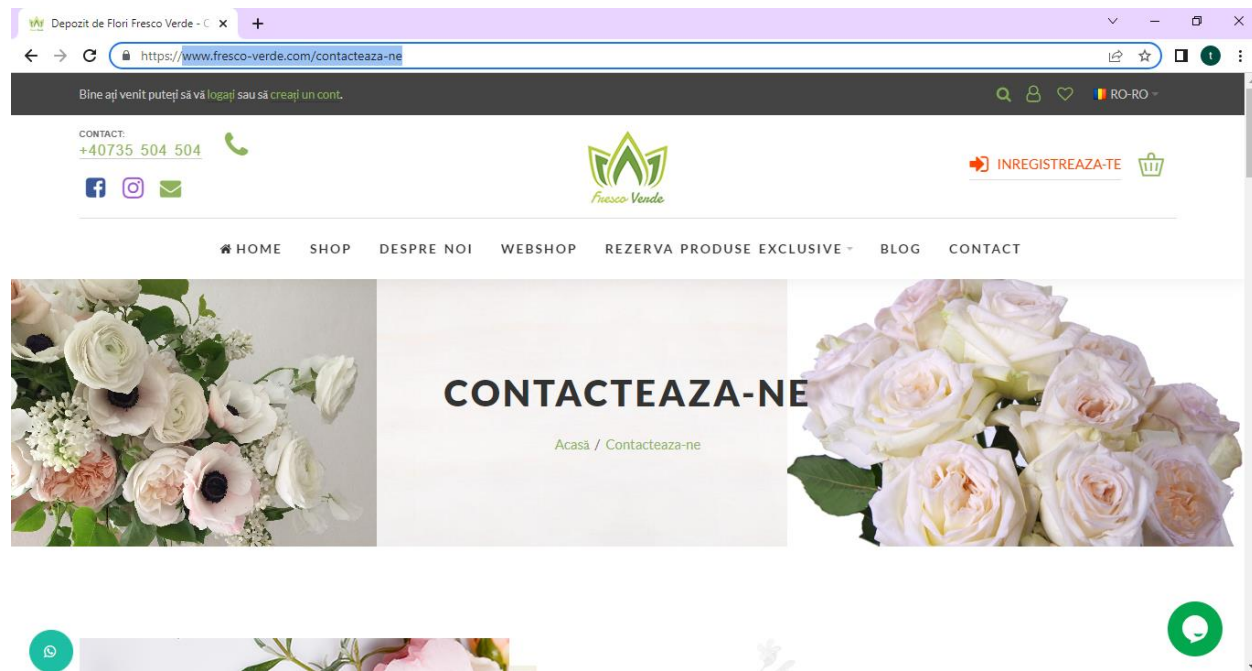 Depozit de Flori Fresco Verde - C
https://www.fresco-verde.com/contacteaza-ne
t
Bine ați venit puteți să vă logați sau să creați un cont.
RO-RO
CONTACT:
+40735 504 504
Fresco Verde
INREGISTREAZA-TE
HOME SHOP DESPRE NOI WEBSHOP REZERVA PRODUSE EXCLUSIVE BLOG CONTACT
CONTACTEAZA-NE
Acasă / Contacteaza-ne